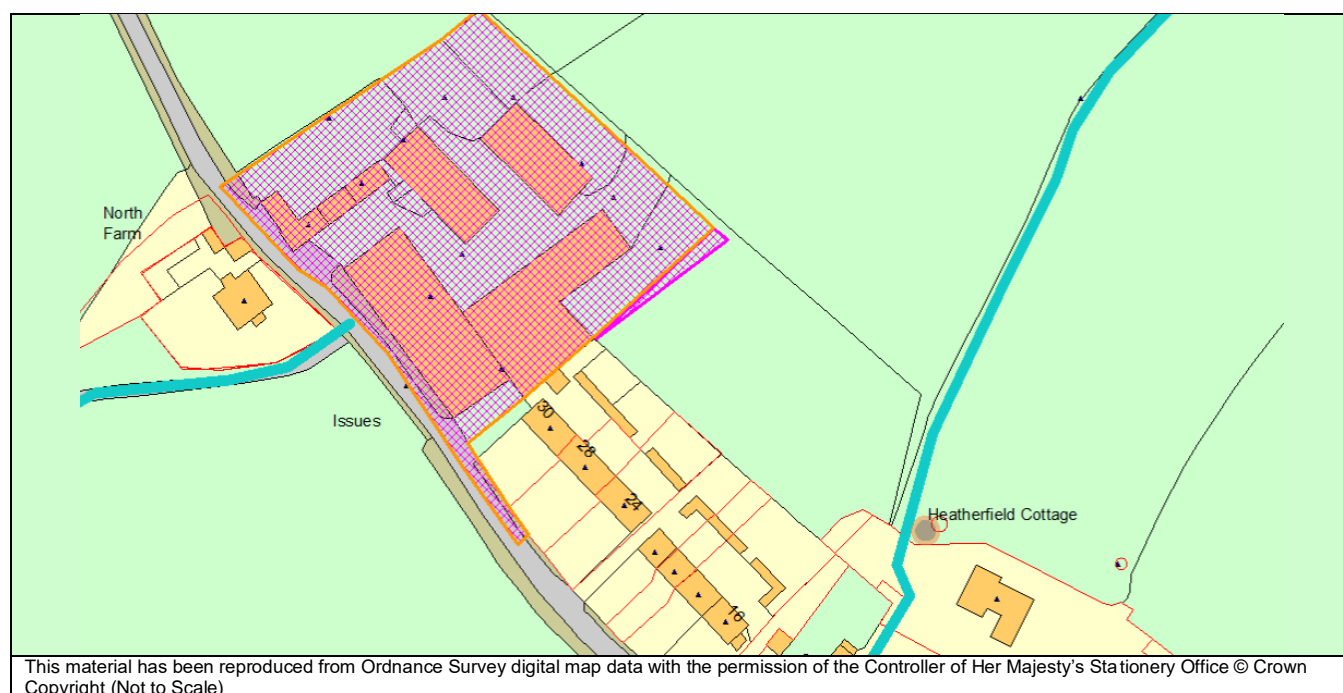 North
Farm
Issues
30
28
24
16
Heatherfield Cottage
This material has been reproduced from Ordnance Survey digital map data with the permission of the Controller of Her Majesty's Stationery Office © Crown
Copyright (Not to Scale)